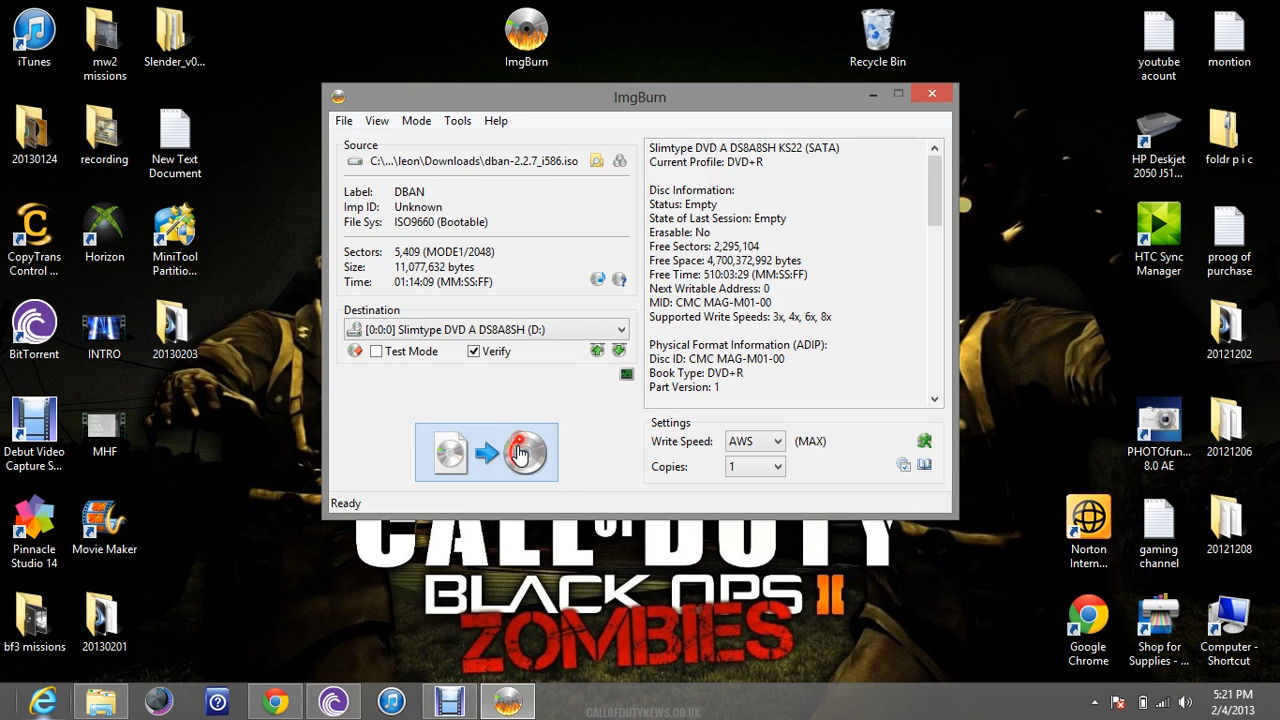 iTunes
mw2
missions
Slender_v0...
ImgBurn
Recycle Bin
youtube
acount
montion
20130124
recording
New Text
Document
HP Deskjet
2050 J51...
foldr p i c
CopyTrans
Control ...
Horizon
MiniTool
Partitio...
HTC Sync
Manager
proog of
purchase
BitTorrent
INTRO
20130203
20121202
Debut Video
Capture S...
MHF
PHOTOfun...
8.0 AE
20121206
Pinnacle
Studio 14
Movie Maker
Norton
Intern...
gaming
channel
20121208
bf3 missions
20130201
Google
Chrome
Shop for
Supplies - ...
Computer -
Shortcut
ImgBurn
File View Mode Tools Help
Source
C:\...\leon\Downloads\dban-2.2.7_i586.iso
Label: DBAN
Imp ID: Unknown
File Sys: ISO9660 (Bootable)
Sectors: 5,409 (MODE1/2048)
Size: 11,077,632 bytes
Time: 01:14:09 (MM:SS:FF)
Destination
[0:0:0] Slimtype DVD A DS8A8SH (D:)
Test Mode Verify
Slimtype DVD A DS8A8SH KS22 (SATA)
Current Profile: DVD+R
Disc Information:
Status: Empty
State of Last Session: Empty
Erasable: No
Free Sectors: 2,295,104
Free Space: 4,700,372,992 bytes
Free Time: 510:03:29 (MM:SS:FF)
Next Writable Address: 0
MID: CMC MAG-M01-00
Supported Write Speeds: 3x, 4x, 6x, 8x
Physical Format Information (ADIP):
Disc ID: CMC MAG-M01-00
Book Type: DVD+R
Part Version: 1
Settings
Write Speed: AWS (MAX)
Copies: 1
Ready
CALL OF DUTY
BLACK OPS II
ZOMBIES
CALLOFDUTYNEWS.CO.UK
5:21 PM
2/4/2013